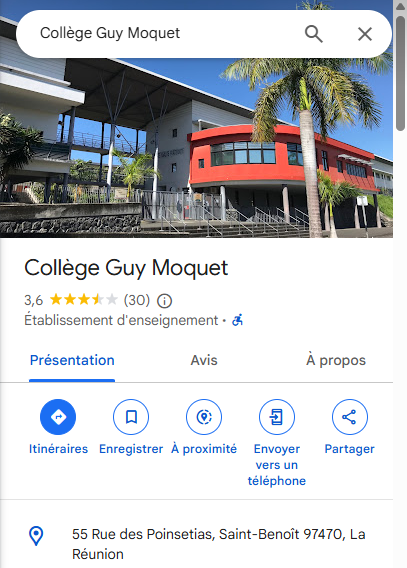 Collège Guy Moquet
Collège Guy Moquet
3,6 (30)
Établissement d'enseignement ·
Présentation Avis À propos
Itinéraires Enregistrer À proximité Envoyer vers un téléphone Partager
55 Rue des Poinsetias, Saint-Benoît 97470, La
Réunion